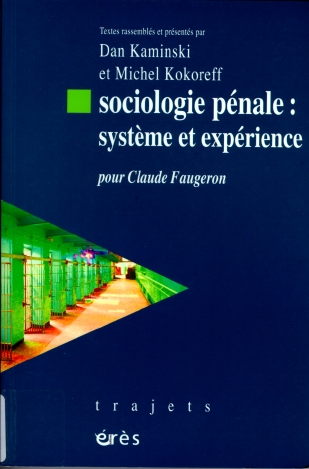 Textes rassemblés et présentés par
Dan Kaminski
et Michel Kokoreff
sociologie pénale :
système et expérience
pour Claude Faugeron
trajets
érès